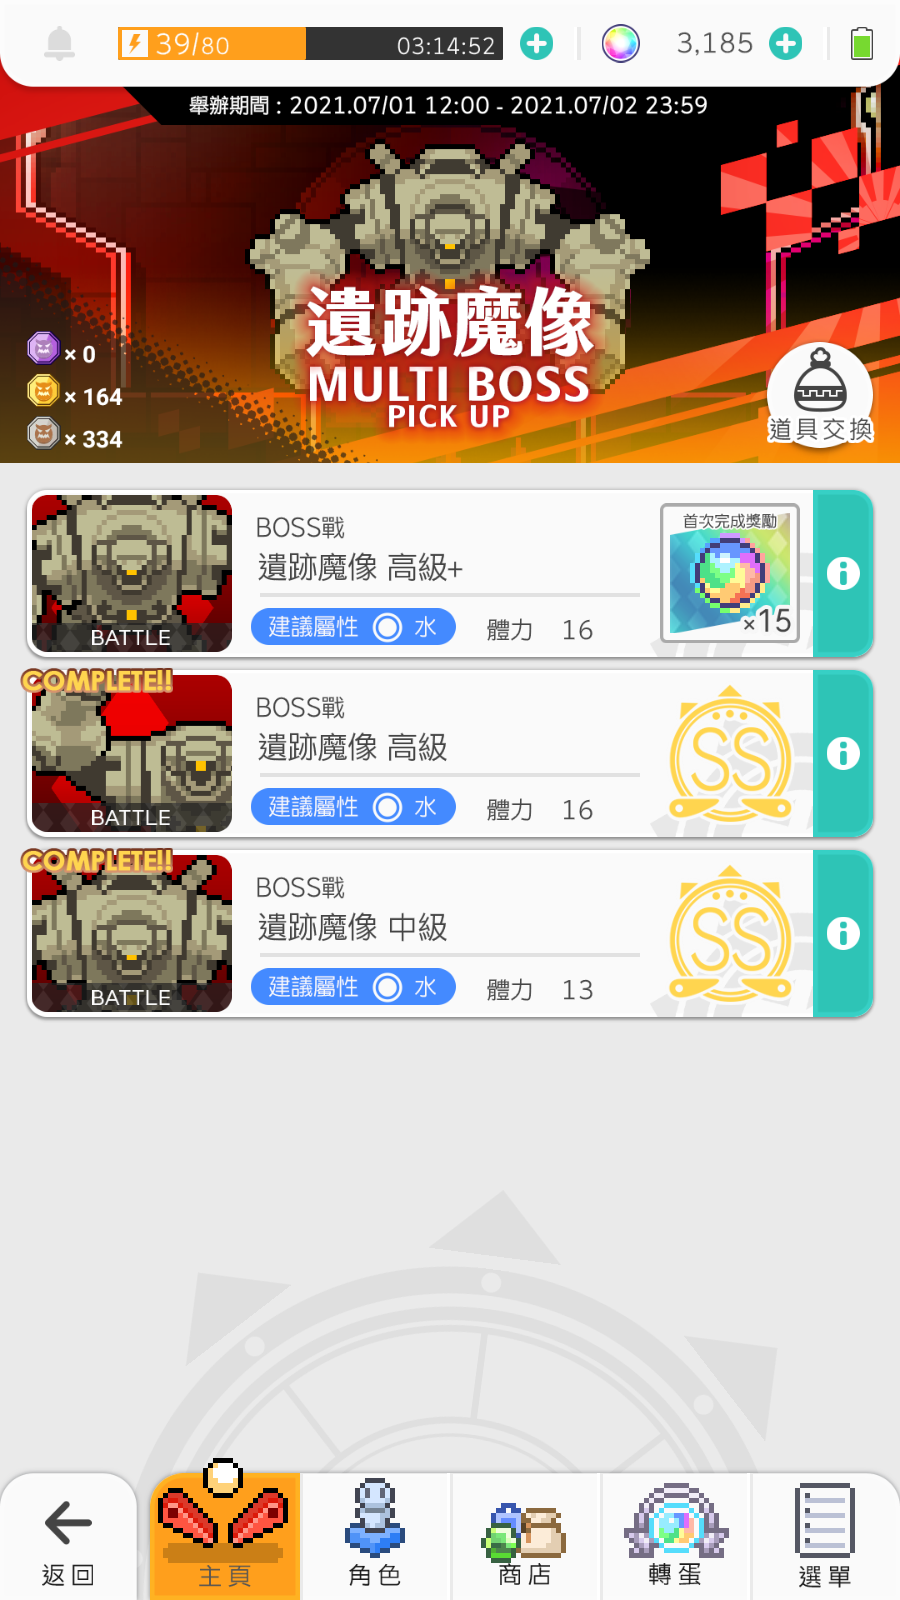 39/80
03:14:52
3,185
舉辦期間 : 2021.07/01 12:00 - 2021.07/02 23:59
遺跡魔像
MULTI BOSS
PICK UP
× 0
× 164
× 334
道具交換
BOSS戰
遺跡魔像 高級+
建議屬性 水
體力 16
BATTLE
首次完成獎勵
×15
COMPLETE!!
BOSS戰
遺跡魔像 高級
建議屬性 水
體力 16
BATTLE
SS
COMPLETE!!
BOSS戰
遺跡魔像 中級
建議屬性 水
體力 13
BATTLE
SS
返回
主頁
角色
商店
轉蛋
選單